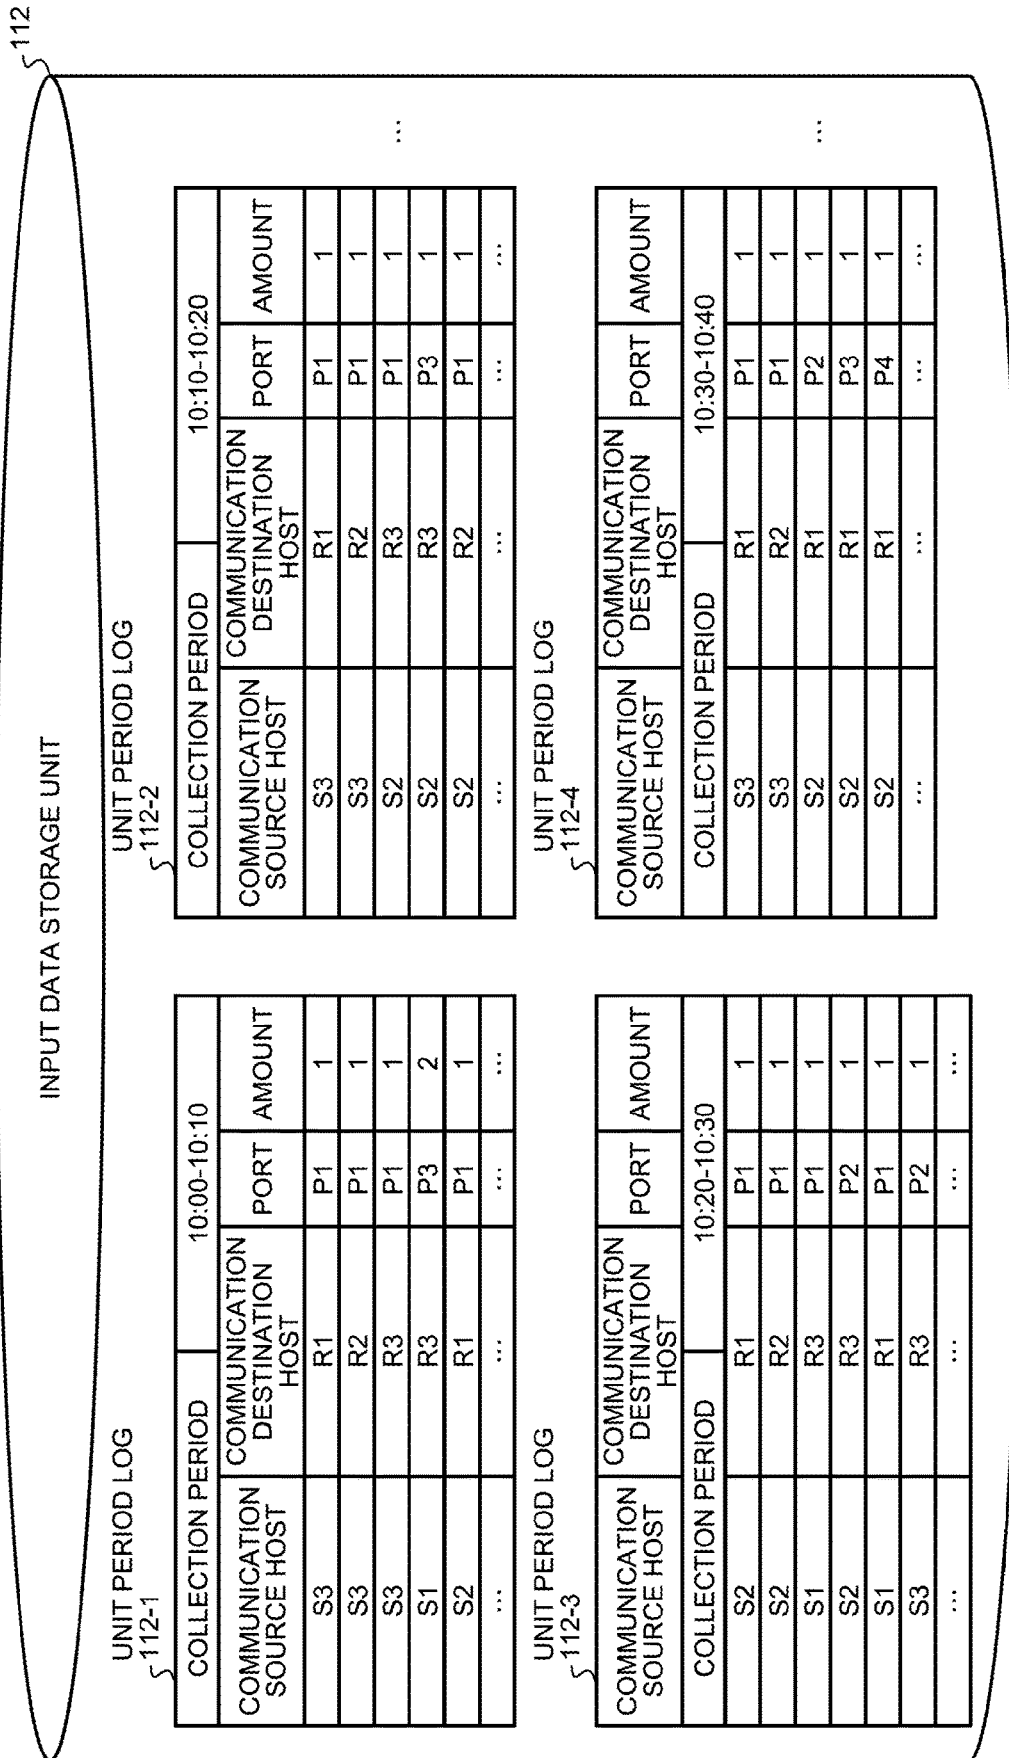 112
INPUT DATA STORAGE UNIT
UNIT PERIOD LOG
112-1
COLLECTION PERIOD 10:00-10:10
COMMUNICATION SOURCE HOST COMMUNICATION DESTINATION HOST PORT AMOUNT
S3 R1 P1 1
S3 R2 P1 1
S3 R3 P1 1
S1 R3 P3 2
S2 R1 P1 1
... ... ... ...
UNIT PERIOD LOG
112-2
COLLECTION PERIOD 10:10-10:20
COMMUNICATION SOURCE HOST COMMUNICATION DESTINATION HOST PORT AMOUNT
S3 R1 P1 1
S3 R2 P1 1
S2 R3 P1 1
S2 R3 P3 1
S2 R2 P1 1
... ... ... ...
...
UNIT PERIOD LOG
112-3
COMMUNICATION SOURCE HOST COMMUNICATION DESTINATION HOST PORT AMOUNT
COLLECTION PERIOD 10:20-10:30
S2 R1 P1 1
S2 R2 P1 1
S1 R3 P1 1
S2 R3 P2 1
S1 R1 P1 1
S3 R3 P2 1
... ... ... ...
UNIT PERIOD LOG
112-4
COMMUNICATION SOURCE HOST COMMUNICATION DESTINATION HOST PORT AMOUNT
COLLECTION PERIOD 10:30-10:40
S3 R1 P1 1
S3 R2 P1 1
S2 R1 P2 1
S2 R1 P3 1
S2 R1 P4 1
... ... ... ...
...